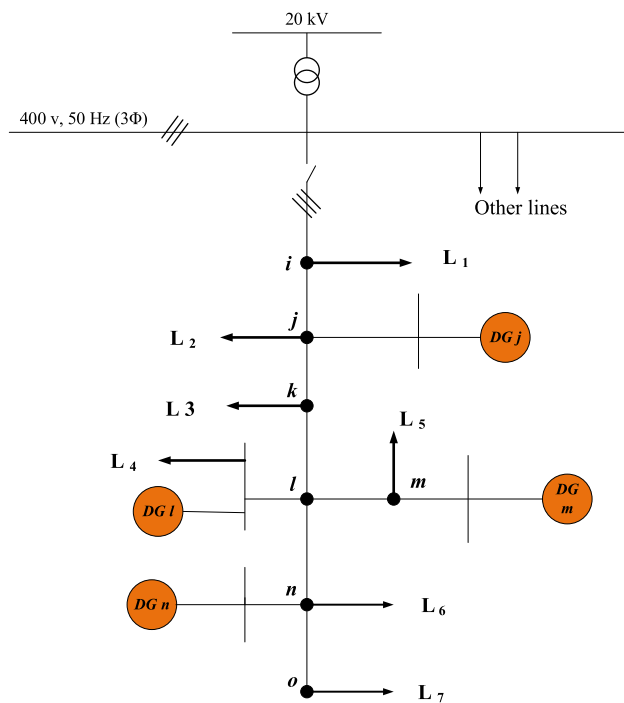 20 kV
400 v, 50 Hz (3Φ)
Other lines
i
L 1
j
L 2
DG j
k
L 3
L 5
L 4
l
m
DG l
DG
m
n
DG n
L 6
o
L 7